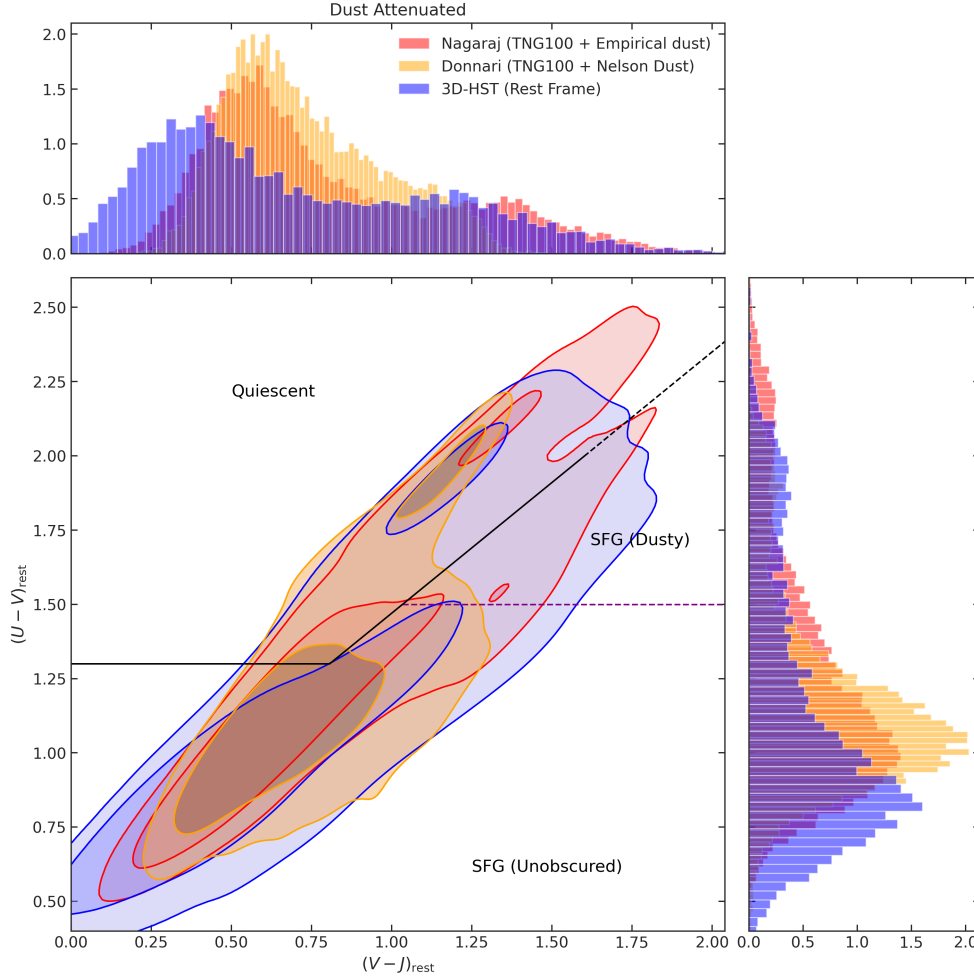 Dust Attenuated
Nagaraj (TNG100 + Empirical dust)
Donnari (TNG100 + Nelson Dust)
3D-HST (Rest Frame)
2.0
1.5
1.0
0.5
0.0
2.50
2.25
2.00
1.75
1.50
1.25
1.00
0.75
0.50
(U − V)rest
Quiescent
SFG (Dusty)
SFG (Unobscured)
0.00 0.25 0.50 0.75 1.00 1.25 1.50 1.75 2.00
(V − J)rest
0.0 0.5 1.0 1.5 2.0